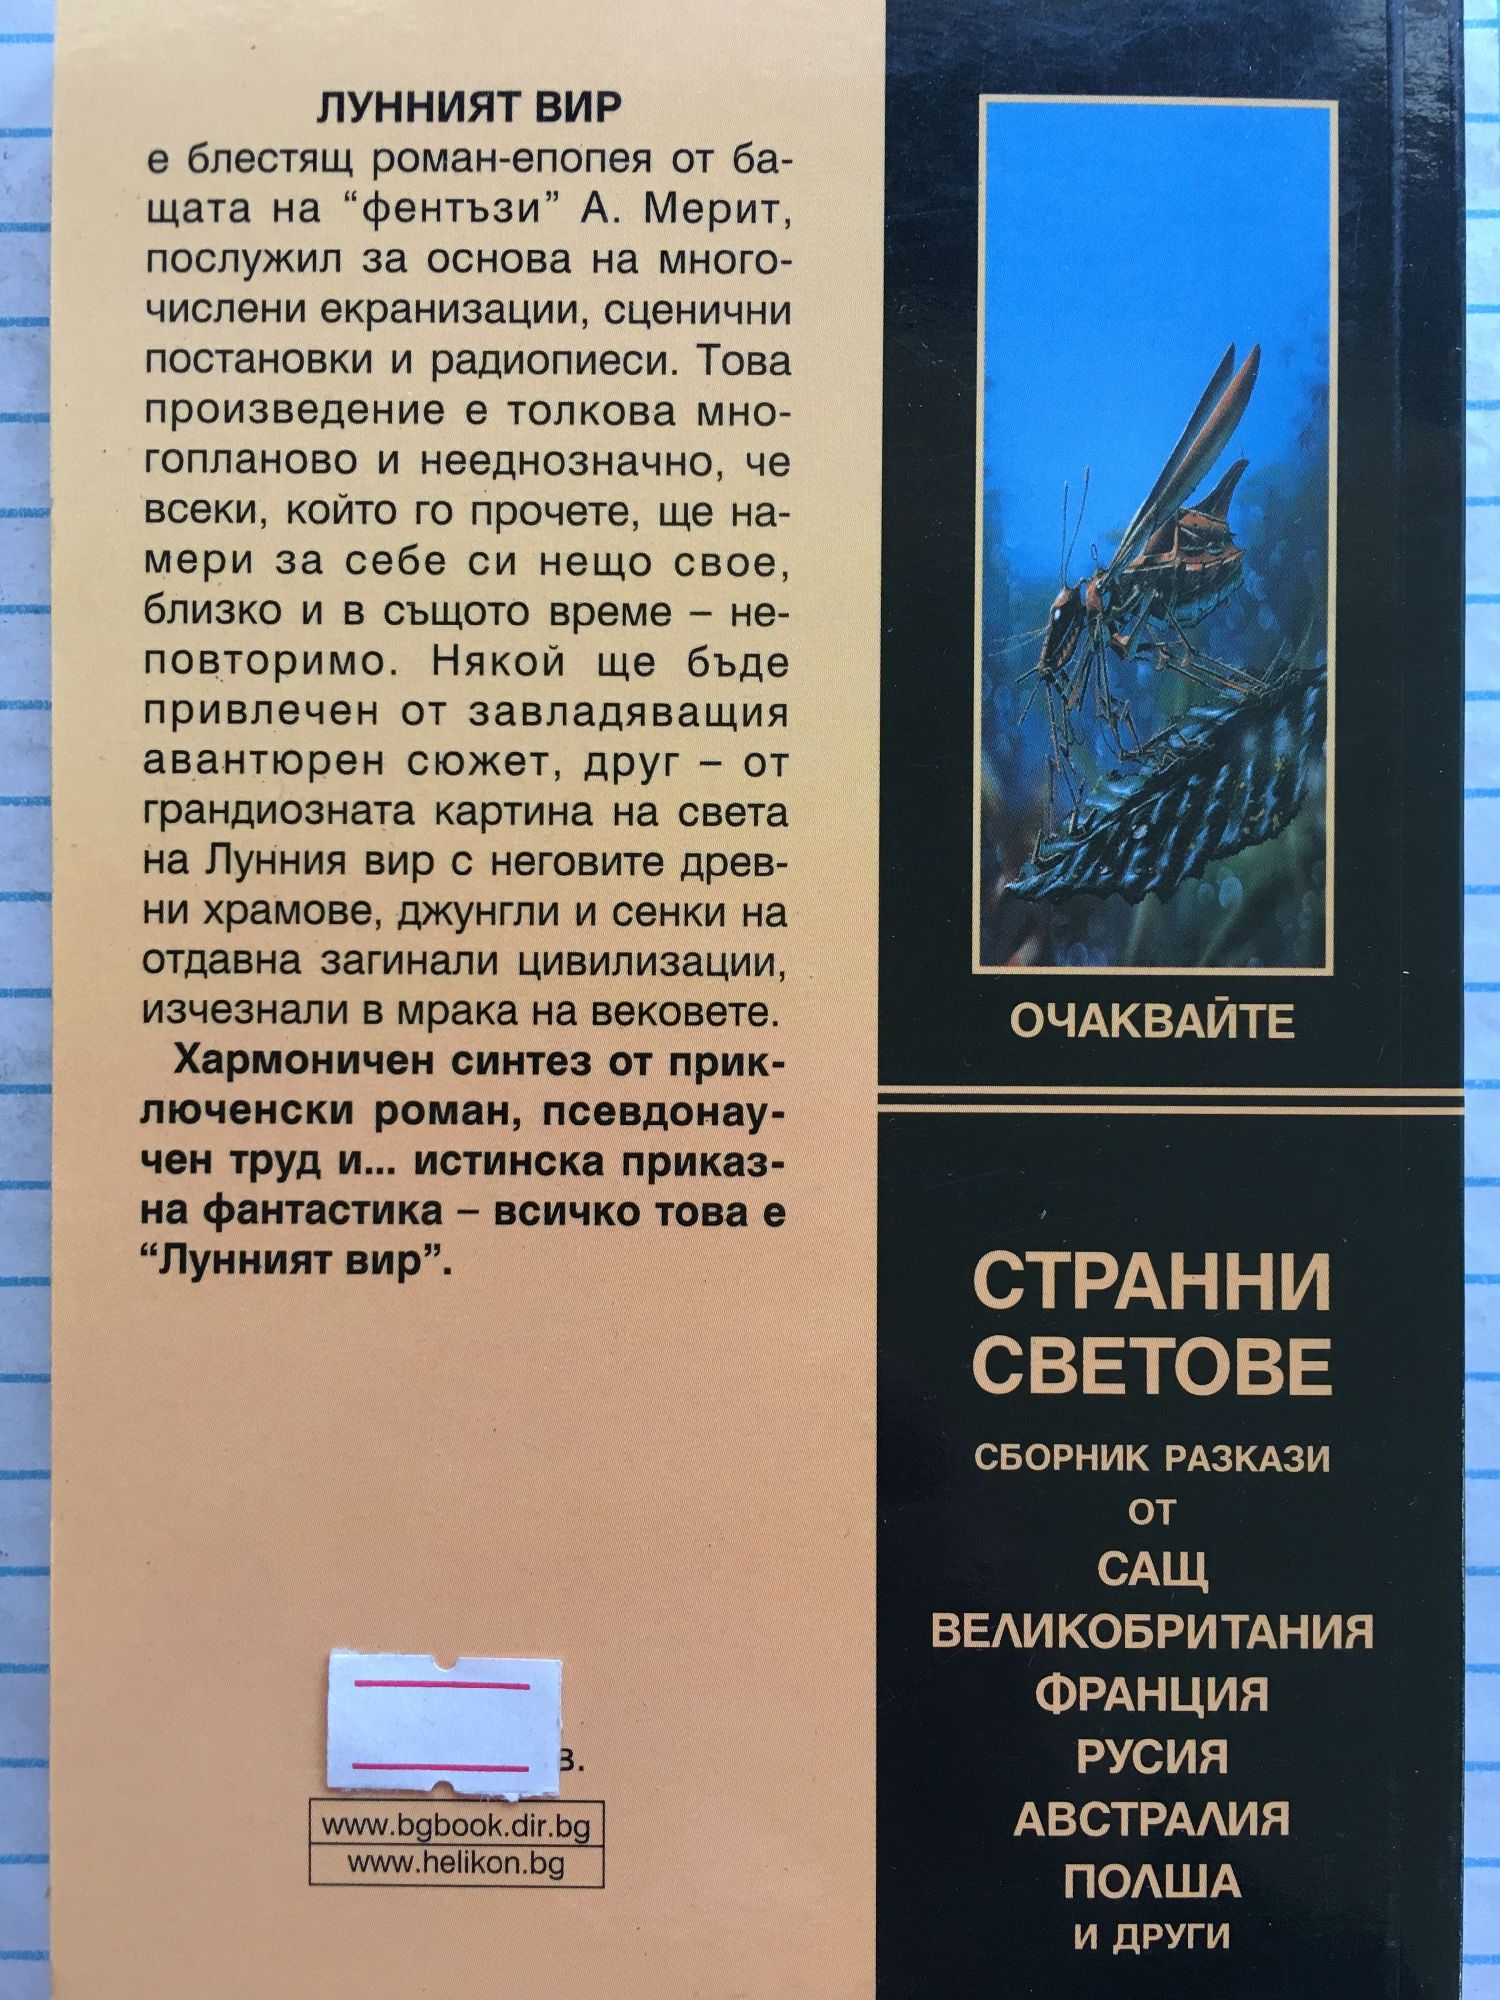 ЛУННИЯТ ВИР
е блестящ роман-епопея от ба-
щата на “фентъзи” А. Мерит,
послужил за основа на много-
числени екранизации, сценични
постановки и радиопиеси. Това
произведение е толкова мно-
гопланово и нееднозначно, че
всеки, който го прочете, ще на-
мери за себе си нещо свое,
близко и в същото време – не-
повторимо. Някой ще бъде
привлечен от завладяващия
авантюрен сюжет, друг – от
грандиозната картина на света
на Лунния вир с неговите древ-
ни храмове, джунгли и сенки на
отдавна загинали цивилизации,
изчезнали в мрака на вековете.
Хармоничен синтез от прик-
люченски роман, псевдонау-
чен труд и... истинска приказ-
на фантастика – всичко това е
“Лунният вир”.
в.
www.bgbook.dir.bg
www.helikon.bg
ОЧАКВАЙТЕ
СТРАННИ
СВЕТОВЕ
СБОРНИК РАЗКАЗИ
ОТ
САЩ
ВЕЛИКОБРИТАНИЯ
ФРАНЦИЯ
РУСИЯ
АВСТРАЛИЯ
ПОЛША
И ДРУГИ